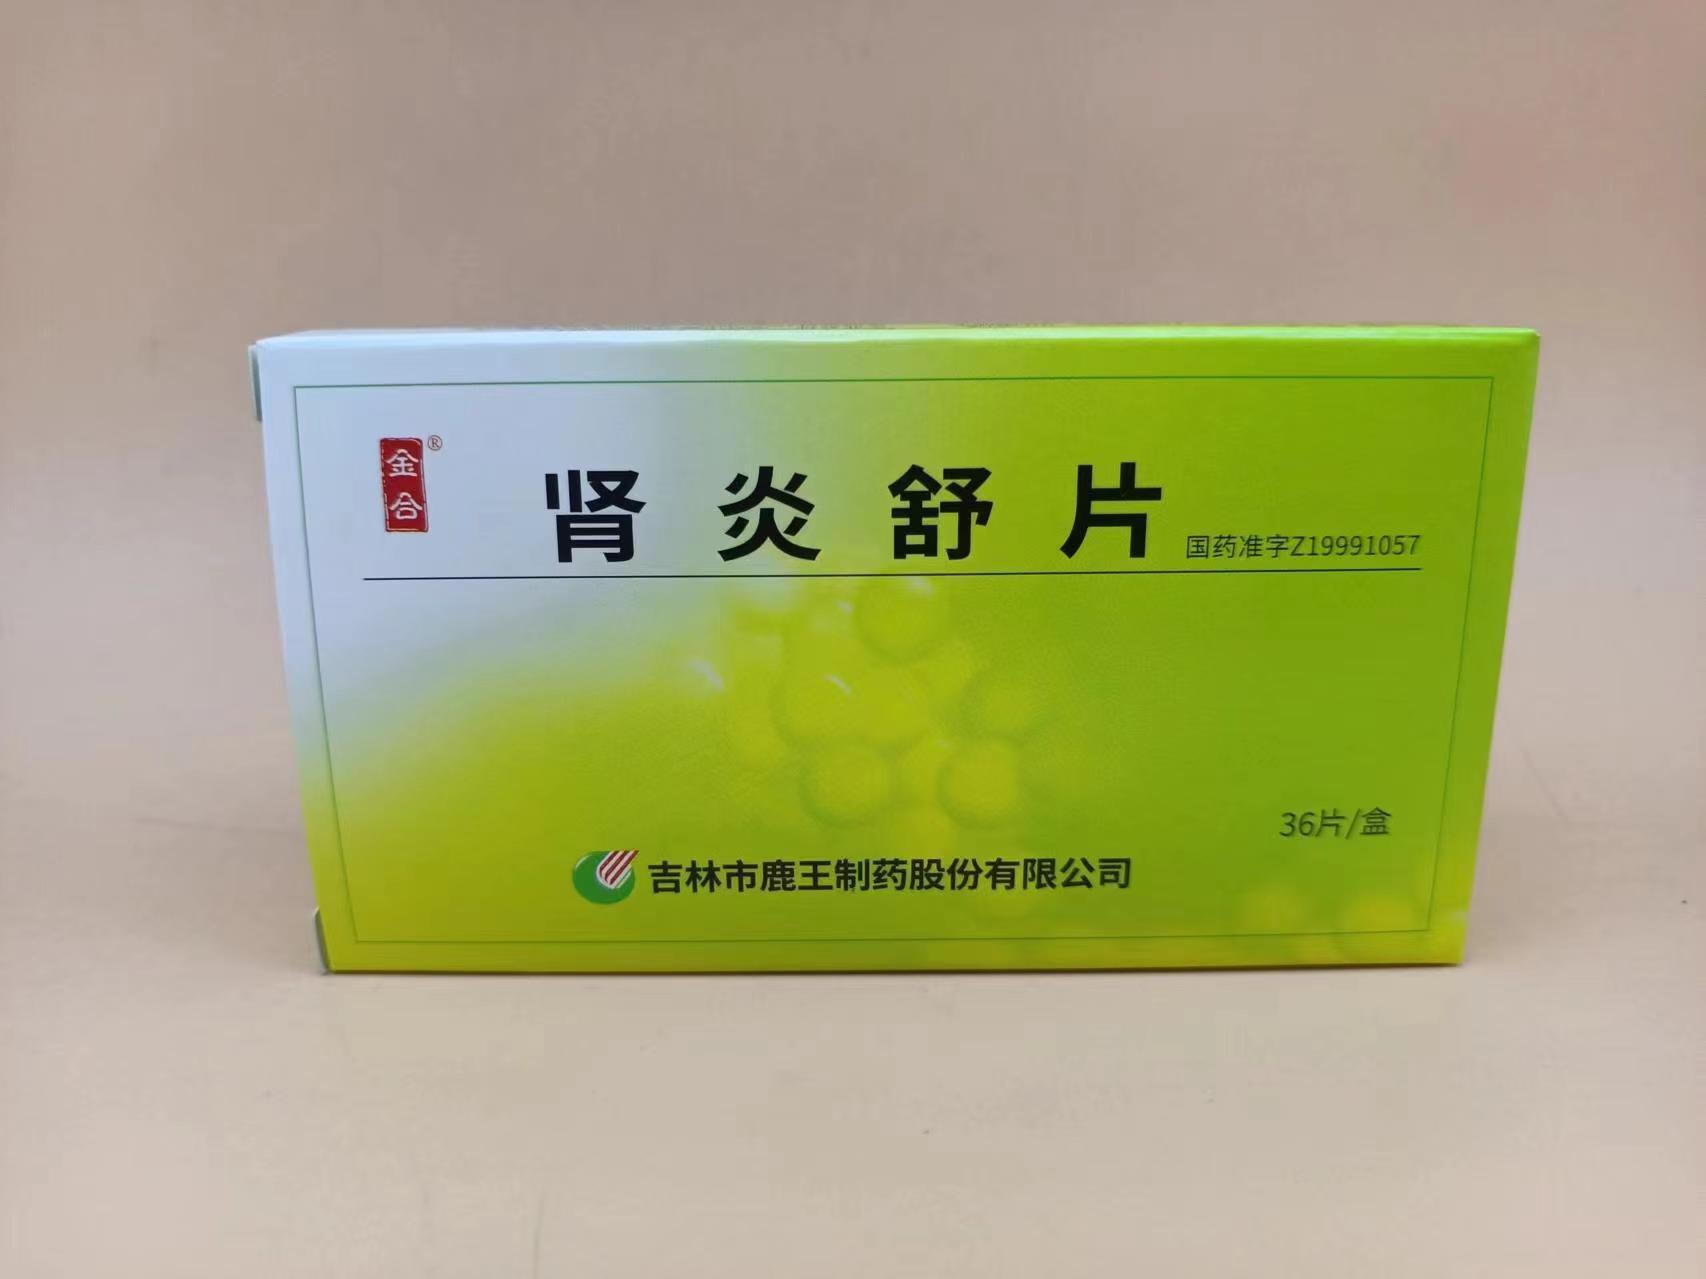 金合®
肾炎舒片
国药准字Z19991057
36片/盒
吉林市鹿王制药股份有限公司